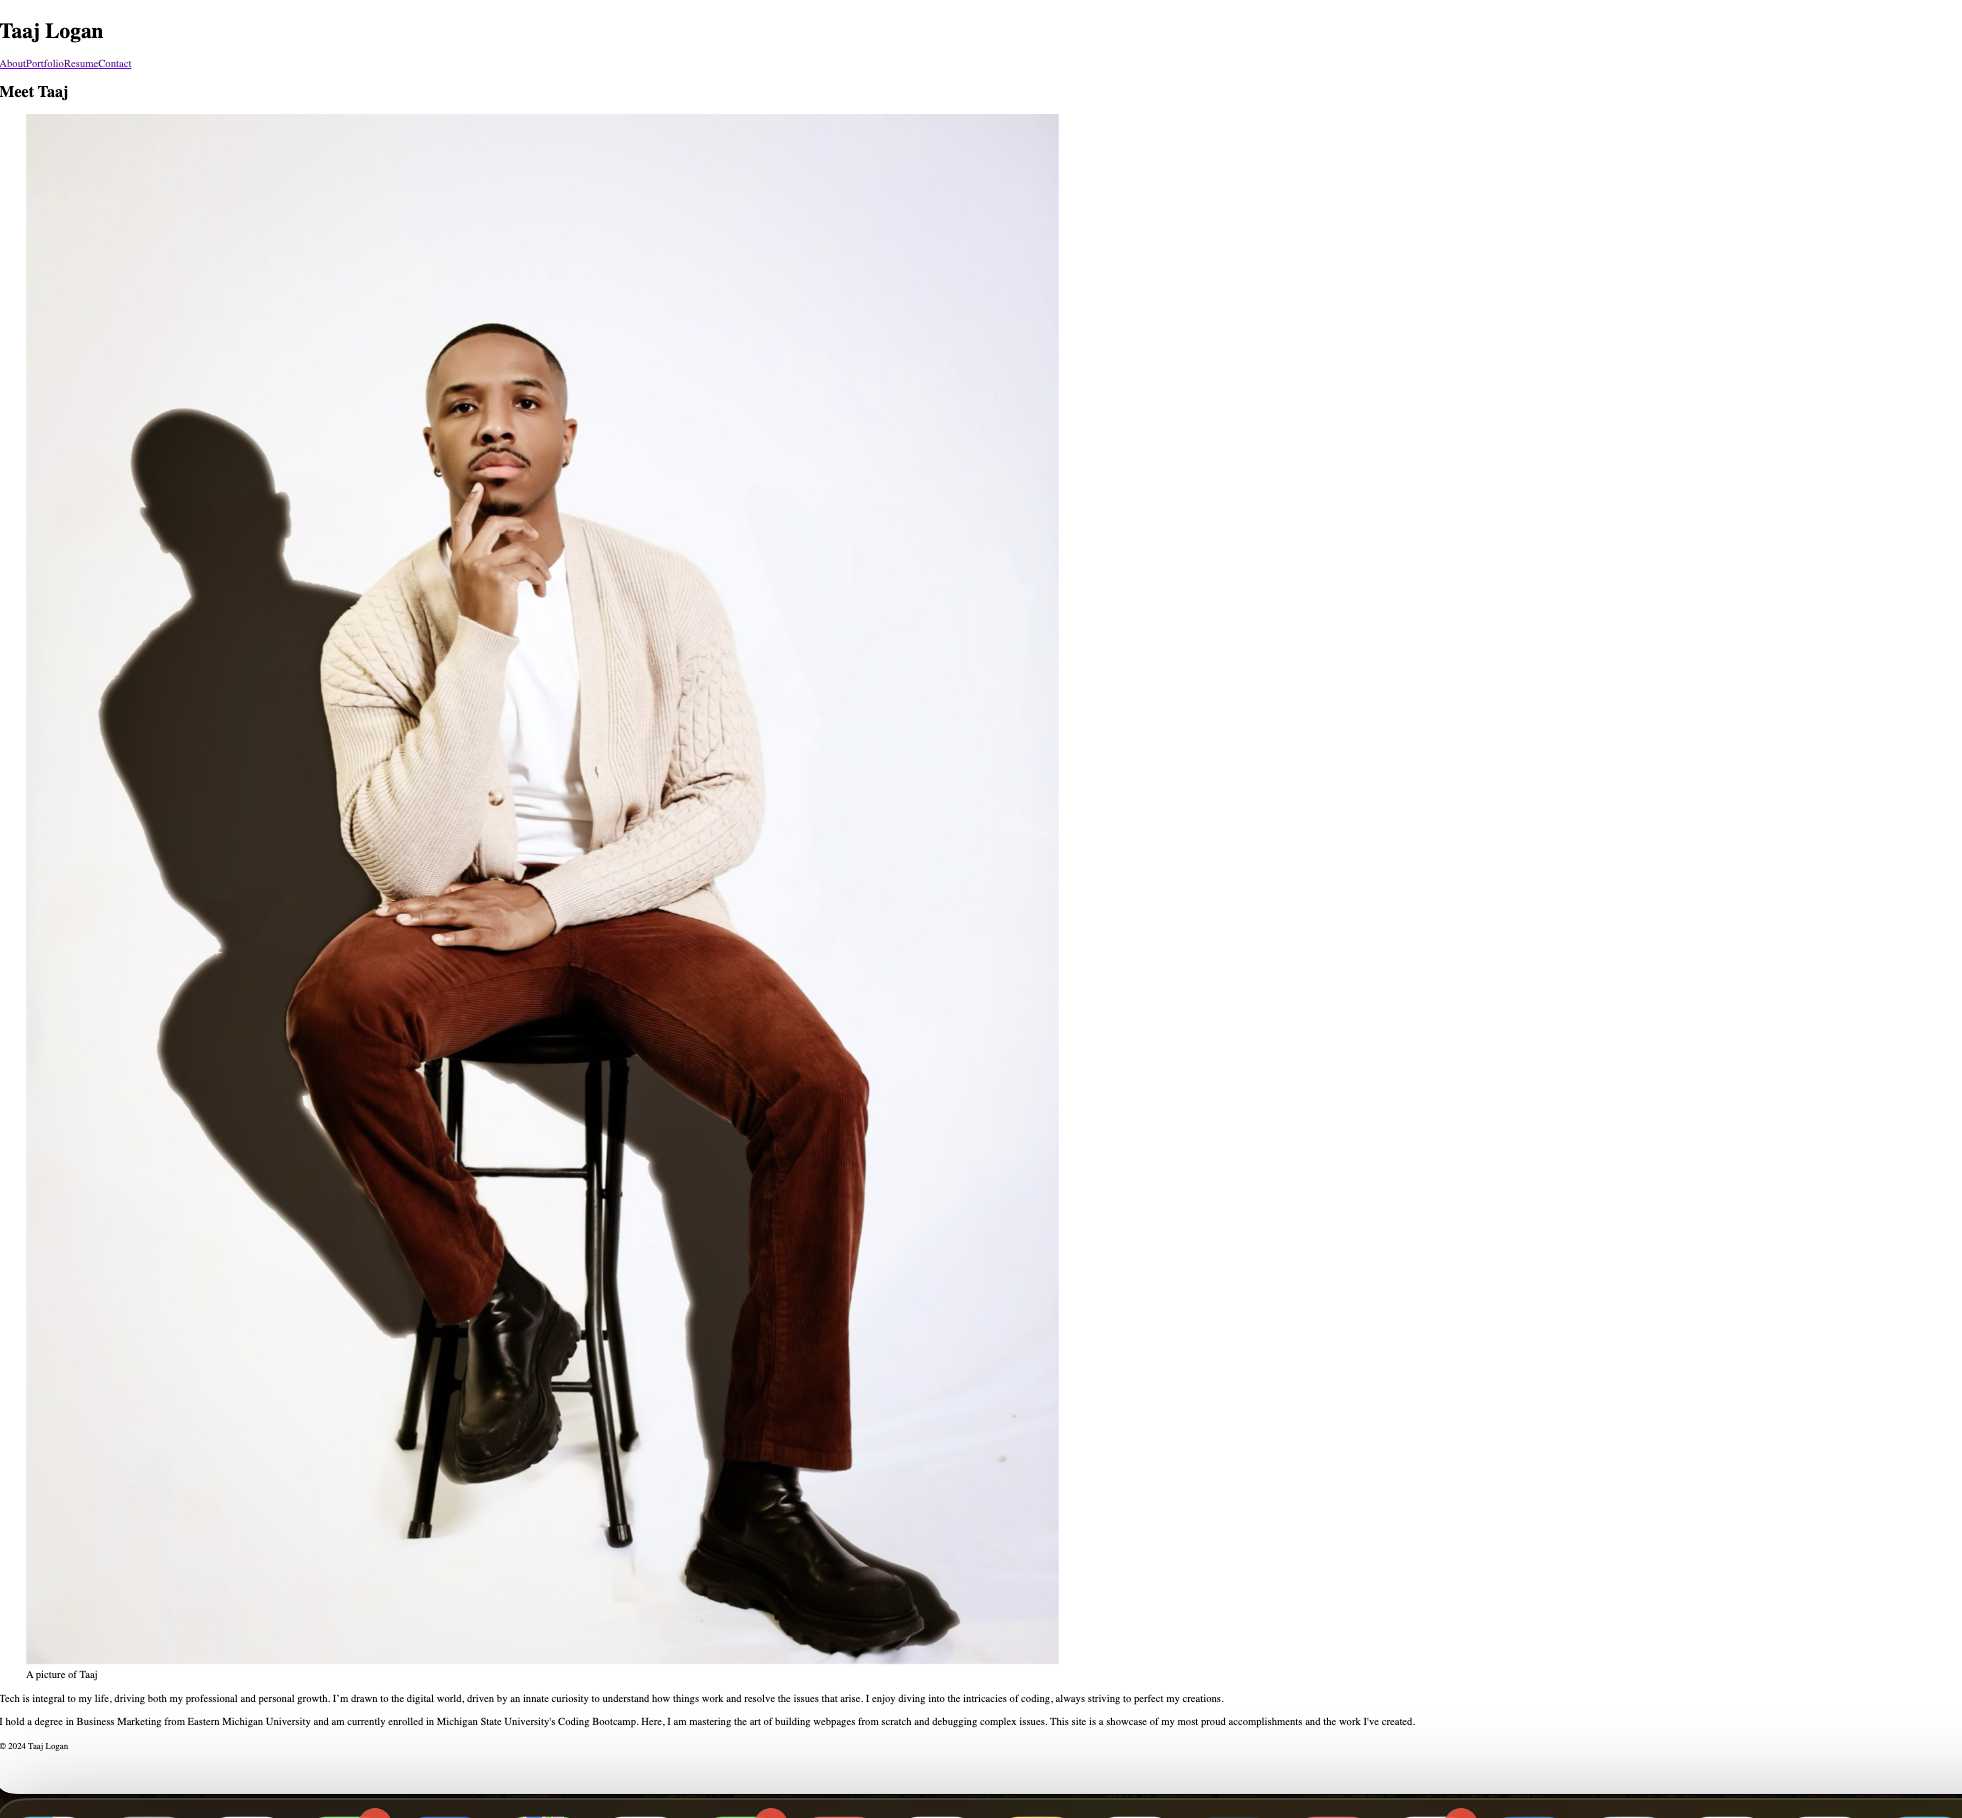 Taaj Logan
AboutPortfolioResumeContact
Meet Taaj
A picture of Taaj
Tech is integral to my life, driving both my professional and personal growth. I’m drawn to the digital world, driven by an innate curiosity to understand how things work and resolve the issues that arise. I enjoy diving into the intricacies of coding, always striving to perfect my creations.
I hold a degree in Business Marketing from Eastern Michigan University and am currently enrolled in Michigan State University's Coding Bootcamp. Here, I am mastering the art of building webpages from scratch and debugging complex issues. This site is a showcase of my most proud accomplishments and the work I've created.
© 2024 Taaj Logan